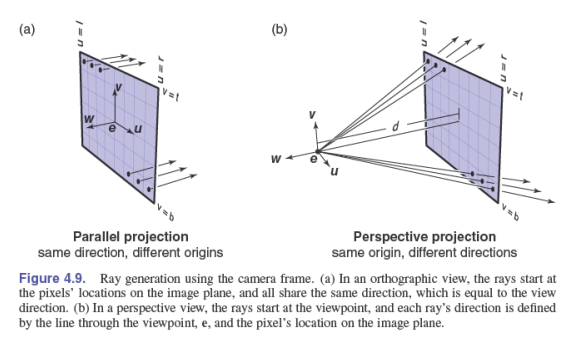 (a)
u = l
u = r
v = t
v
w
e
u
v = b
Parallel projection
same direction, different origins
(b)
u = l
u = r
v = t
v
d
w
e
u
v = b
Perspective projection
same origin, different directions
Figure 4.9. Ray generation using the camera frame. (a) In an orthographic view, the rays start at
the pixels' locations on the image plane, and all share the same direction, which is equal to the view
direction. (b) In a perspective view, the rays start at the viewpoint, and each ray's direction is defined
by the line through the viewpoint, e, and the pixel's location on the image plane.